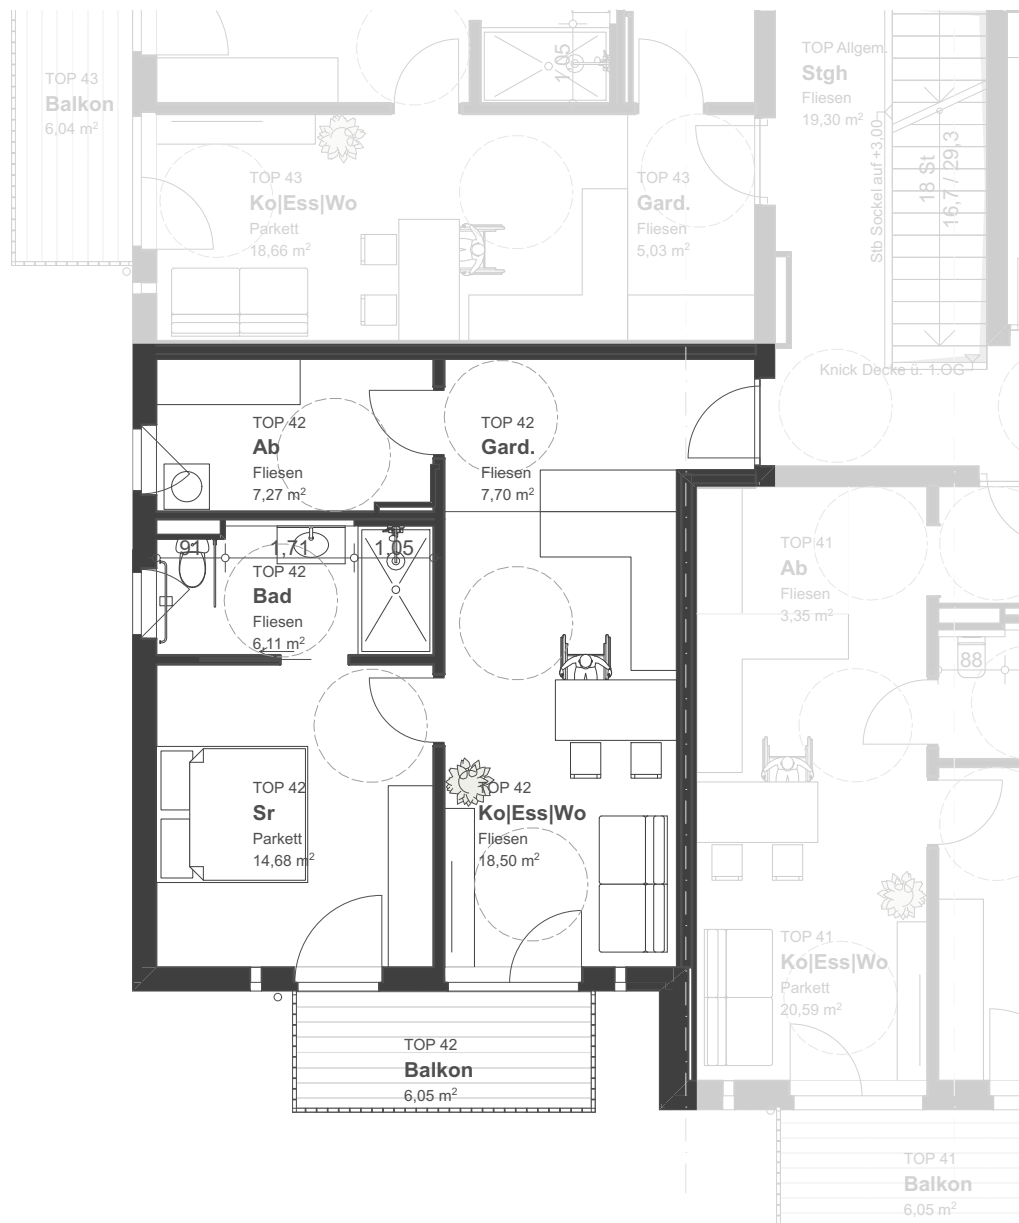 TOP 43
Balkon
6,04 m²
1,05
TOP Allgem.
Stgh
Fliesen
19,30 m²
Stb Sockel auf +3,00
18 St
16,7 / 29,3
TOP 43
Ko|Ess|Wo
Parkett
18,66 m²
TOP 43
Gard.
Fliesen
5,03 m²
Knick Decke ü. 1.OG
TOP 42
Ab
Fliesen
7,27 m²
TOP 42
Gard.
Fliesen
7,70 m²
91
1,71
1,05
TOP 42
Bad
Fliesen
6,11 m²
TOP 41
Ab
Fliesen
3,35 m²
88
TOP 42
Sr
Parkett
14,68 m²
TOP 42
Ko|Ess|Wo
Fliesen
18,50 m²
TOP 41
Ko|Ess|Wo
Parkett
20,59 m²
TOP 42
Balkon
6,05 m²
TOP 41
Balkon
6,05 m²